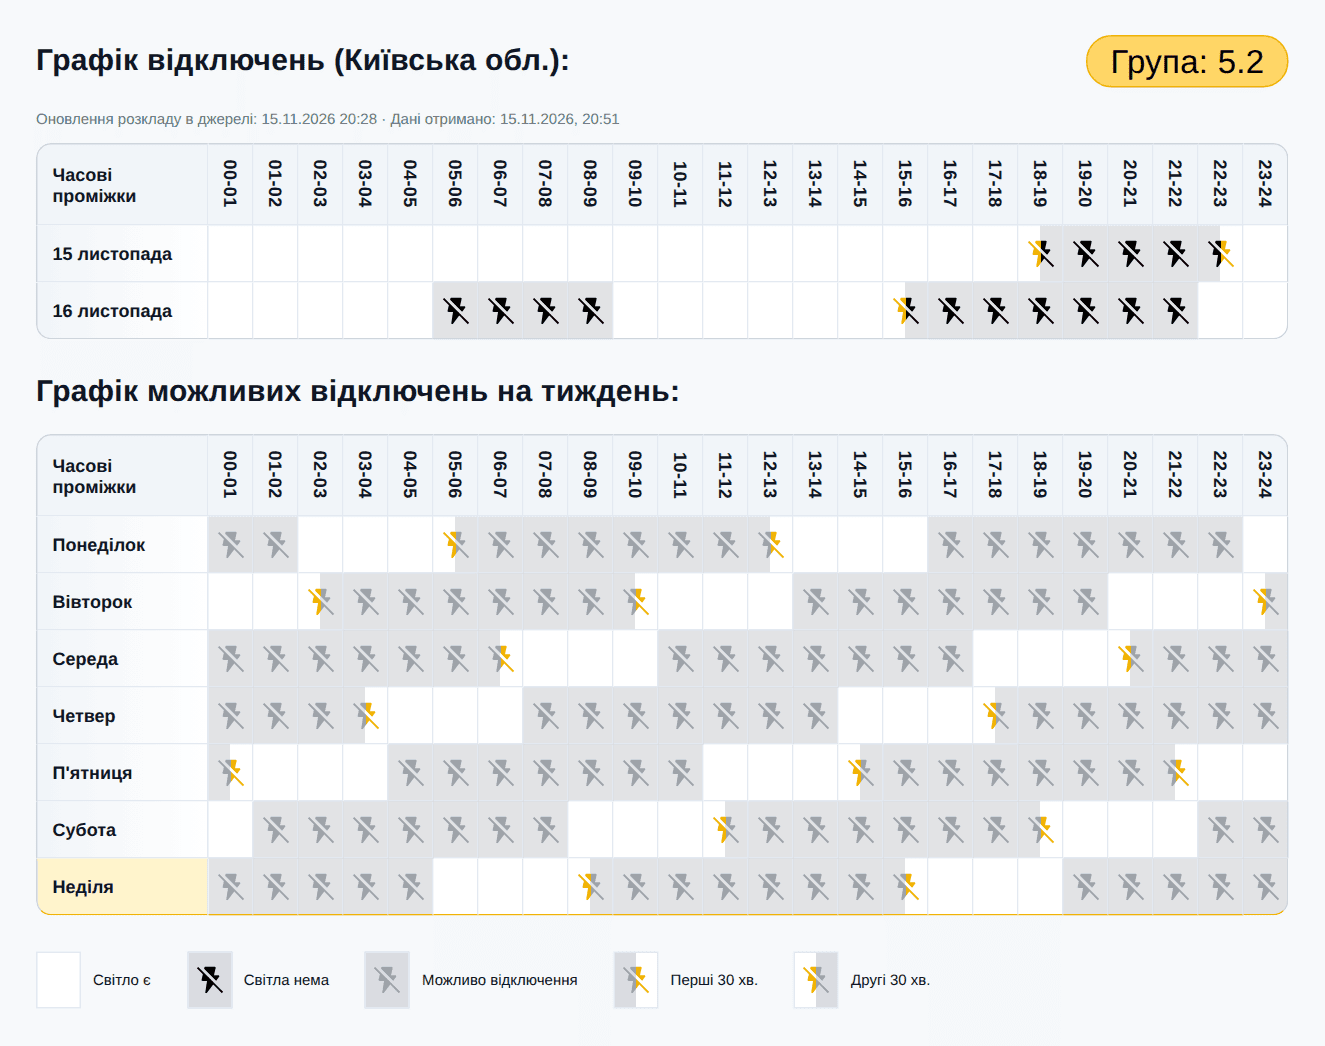 Графік відключень (Київська обл.):
Група: 5.2
Оновлення розкладу в джерелі: 15.11.2026 20:28 · Дані отримано: 15.11.2026, 20:51
Часові проміжки 00-01 01-02 02-03 03-04 04-05 05-06 06-07 07-08 08-09 09-10 10-11 11-12 12-13 13-14 14-15 15-16 16-17 17-18 18-19 19-20 20-21 21-22 22-23 23-24
15 листопада
16 листопада
Графік можливих відключень на тиждень:
Часові проміжки 00-01 01-02 02-03 03-04 04-05 05-06 06-07 07-08 08-09 09-10 10-11 11-12 12-13 13-14 14-15 15-16 16-17 17-18 18-19 19-20 20-21 21-22 22-23 23-24
Понеділок
Вівторок
Середа
Четвер
П'ятниця
Субота
Неділя
Світло є Світла нема Можливо відключення Перші 30 хв. Другі 30 хв.